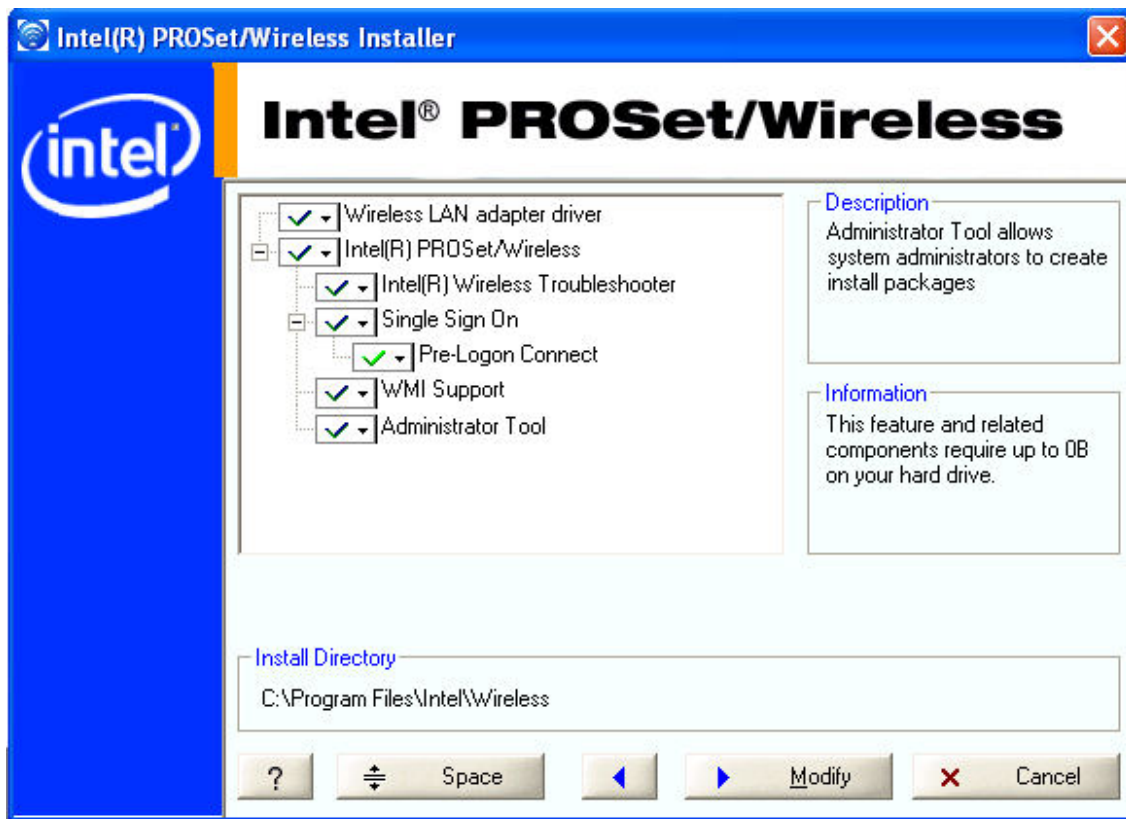 Intel(R) PROSet/Wireless Installer
intel
Intel® PROSet/Wireless
Wireless LAN adapter driver
Intel(R) PROSet/Wireless
Intel(R) Wireless Troubleshooter
Single Sign On
Pre-Logon Connect
WMI Support
Administrator Tool
Description
Administrator Tool allows
system administrators to create
install packages
Information
This feature and related
components require up to 0B
on your hard drive.
Install Directory
C:\Program Files\Intel\Wireless
?
Space
Modify
Cancel